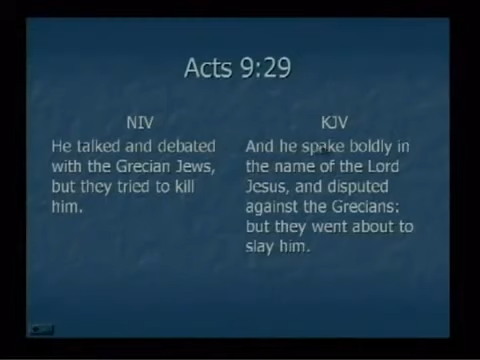 Acts 9:29
NIV
He talked and debated
with the Grecian Jews,
but they tried to kill
him.
KJV
And he spake boldly in
the name of the Lord
Jesus, and disputed
against the Grecians:
but they went about to
slay him.